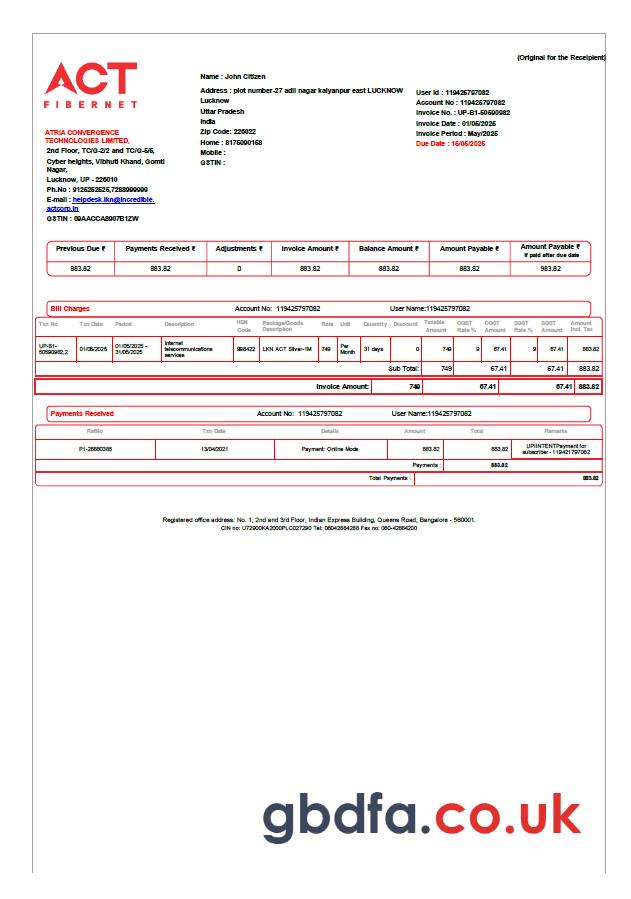 (Original for the Receipient)
ACT
FIBERNET
ATRIA CONVERGENCE
TECHNOLOGIES LIMITED,
2nd Floor, TC/G-2/2 and TC/G-5/5,
Cyber heights, Vibhuti Khand, Gomti
Nagar,
Lucknow, UP - 226010
Ph.No : 9125252525,7288999999
E-mail : helpdesk.lkn@incredible.
actcorp.in
GSTIN : 09AACCA8907B1ZW
Name : John Citizen
Address : plot number-27 adil nagar kalyanpur east LUCKNOW
Lucknow
Uttar Pradesh
India
Zip Code: 226022
Home : 8175090158
Mobile :
GSTIN :
User Id : 119425797082
Account No : 119425797082
Invoice No. : UP-B1-50590982
Invoice Date : 01/05/2025
Invoice Period : May/2025
Due Date : 15/05/2025
Previous Due ₹ Payments Received ₹ Adjustments ₹ Invoice Amount ₹ Balance Amount ₹ Amount Payable ₹ Amount Payable ₹
if paid after due date
883.82 883.82 0 883.82 883.82 883.82 983.82
Bill Charges Account No: 119425797082 User Name:119425797082
Txn No Txn Date Period Description HSN Code Package/Goods Description Rate Unit Quantity Discount Taxable Amount CGST Rate % CGST Amount SGST Rate % SGST Amount Amount Incl. Tax
UP-B1-50590982,2 01/05/2025 01/05/2025 - 31/05/2025 Internet telecommunications services 998422 LKN ACT Silver-1M 749 Per Month 31 days 0 749 9 67.41 9 67.41 883.82
Sub Total: 749 67.41 67.41 883.82
Invoice Amount: 749 67.41 67.41 883.82
Payments Received Account No: 119425797082 User Name:119425797082
RefNo Txn Date Details Amount Total Remarks
P1-28860385 13/04/2021 Payment: Online Mode 883.82 883.82 UPIINTENTPayment for subscriber - 119421797082
Payments : 883.82
Total Payments : 883.82
Registered office address: No. 1, 2nd and 3rd Floor, Indian Express Building, Queens Road, Bangalore - 560001.
CIN no: U72900KA2000PLC027290 Tel: 08042884288 Fax no: 080-42884200
gbdfa.co.uk